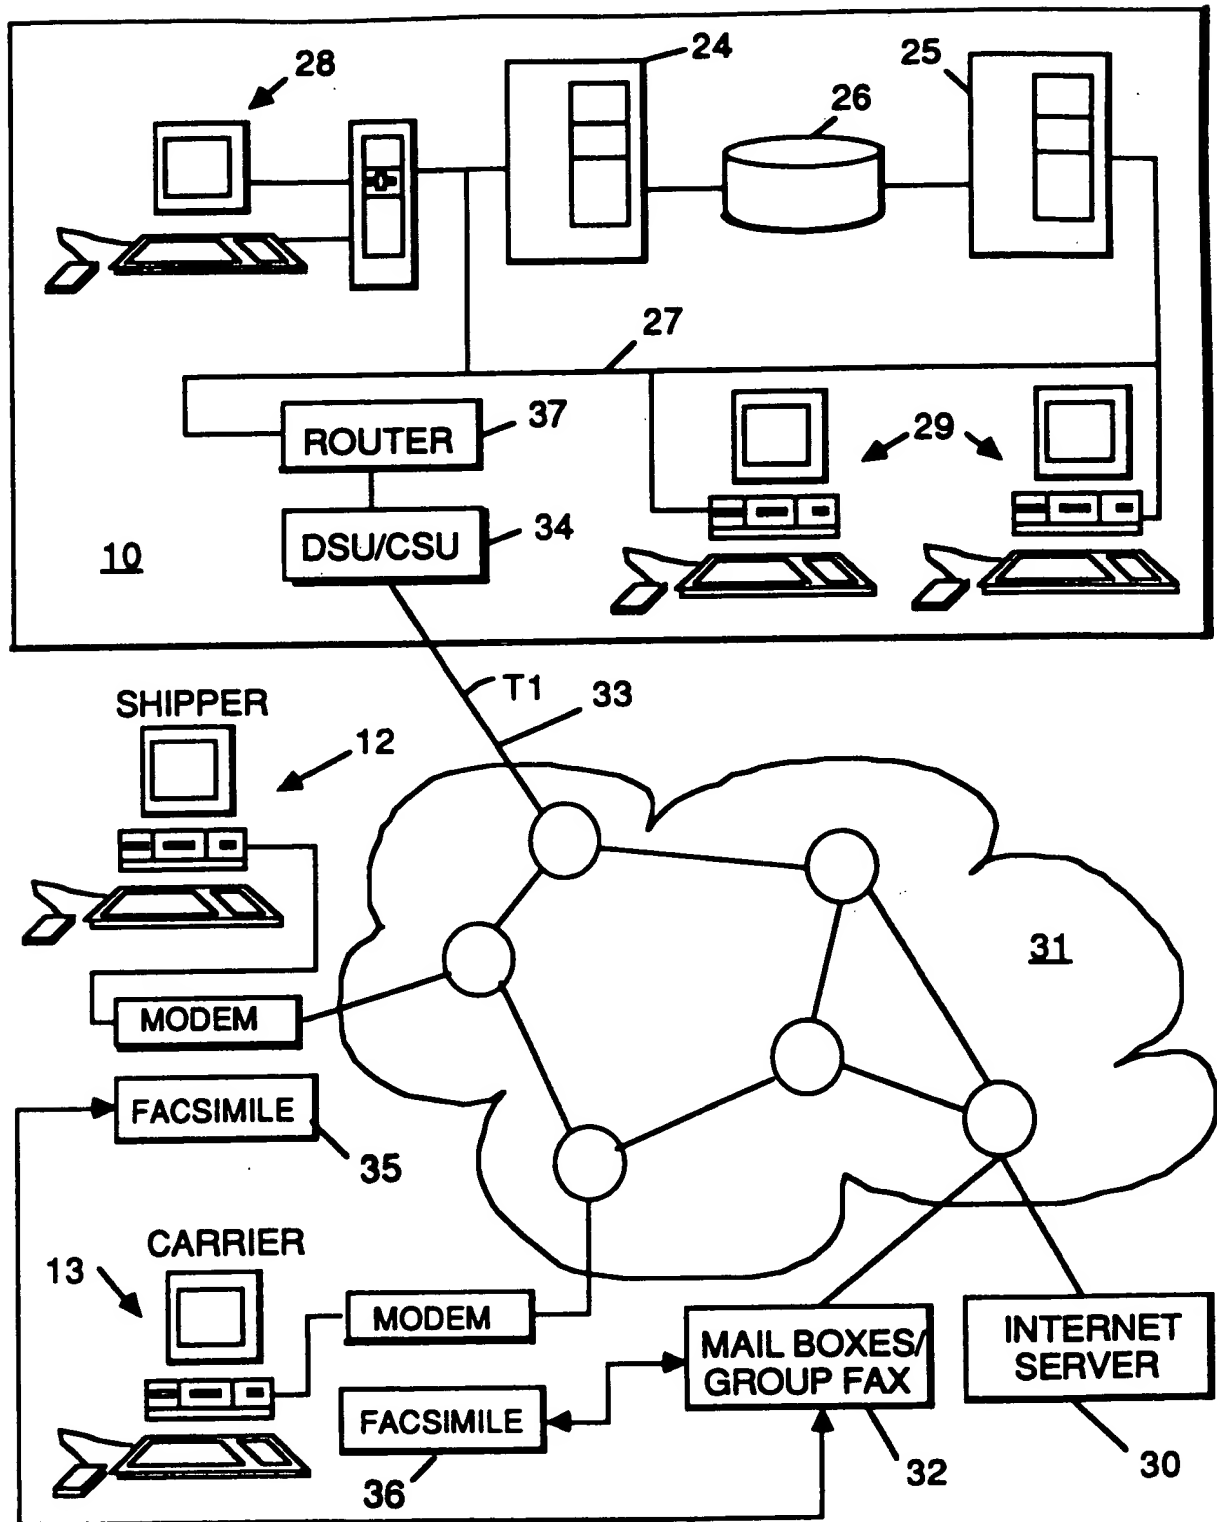 28
24
25
26
27
ROUTER
37
29
DSU/CSU
34
10
T1
33
SHIPPER
12
31
MODEM
FACSIMILE
35
CARRIER
13
MODEM
MAIL BOXES/
GROUP FAX
INTERNET
SERVER
FACSIMILE
36
32
30